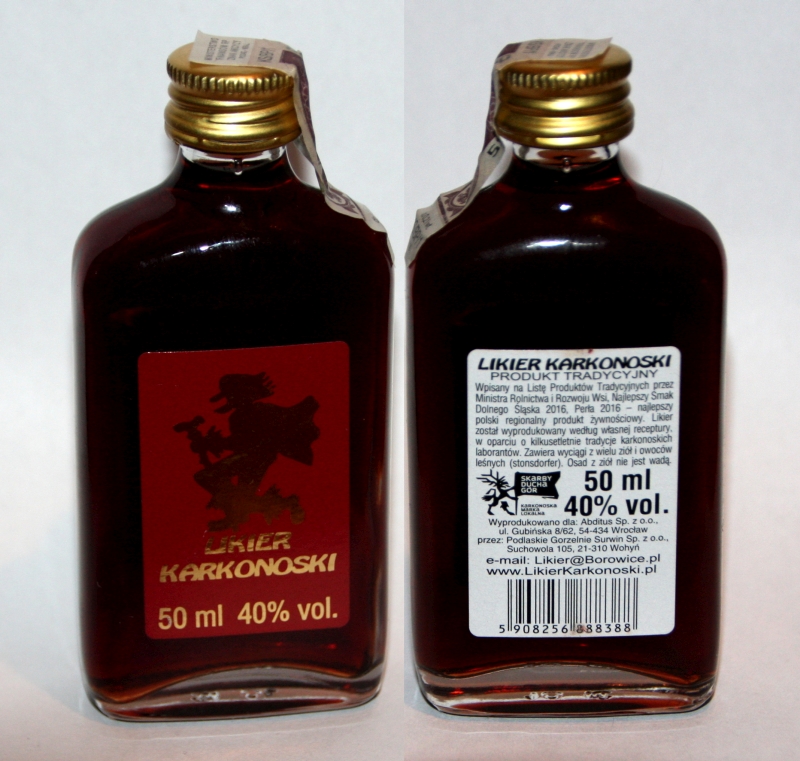 LIKIER
KARKONOSKI
50 ml 40% vol.
LIKIER KARKONOSKI
PRODUKT TRADYCYJNY
Wpisany na Listę Produktów Tradycyjnych przez
Ministra Rolnictwa i Rozwoju Wsi, Najlepszy Smak
Dolnego Śląska 2016, Perła 2016 – najlepszy
polski regionalny produkt żywnościowy. Likier
został wyprodukowany według własnej receptury,
w oparciu o kilkusetletnie tradycje karkonoskich
laborantów. Zawiera wyciągi z wielu ziół i owoców
leśnych (stonsdorfer). Osad z ziół nie jest wadą.
SKARBY
DUCHA
GÓR
KARKONOSKA
MARKA
LOKALNA
50 ml
40% vol.
Wyprodukowano dla: Abditus Sp. z o.o.,
ul. Gubińska 8/62, 54-434 Wrocław
przez: Podlaskie Gorzelnie Surwin Sp. z o.o.,
Suchowola 105, 21-310 Wohyń
e-mail: Likier@Borowice.pl
www.LikierKarkonoski.pl
5 908256 888388